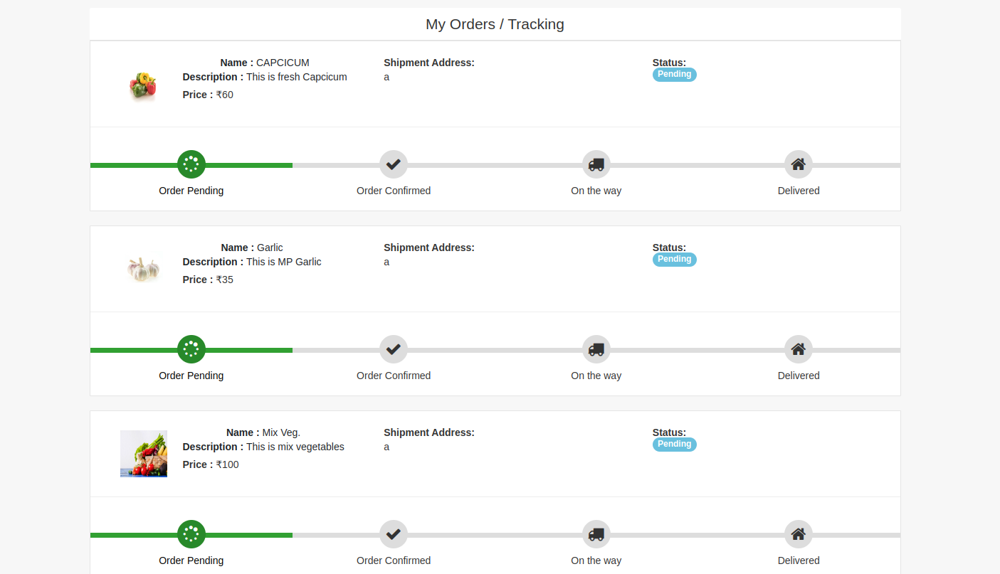 My Orders / Tracking
Name : CAPCICUM
Description : This is fresh Capcicum
Price : ₹60
Shipment Address:
a
Status:
Pending
Order Pending
Order Confirmed
On the way
Delivered
Name : Garlic
Description : This is MP Garlic
Price : ₹35
Shipment Address:
a
Status:
Pending
Order Pending
Order Confirmed
On the way
Delivered
Name : Mix Veg.
Description : This is mix vegetables
Price : ₹100
Shipment Address:
a
Status:
Pending
Order Pending
Order Confirmed
On the way
Delivered